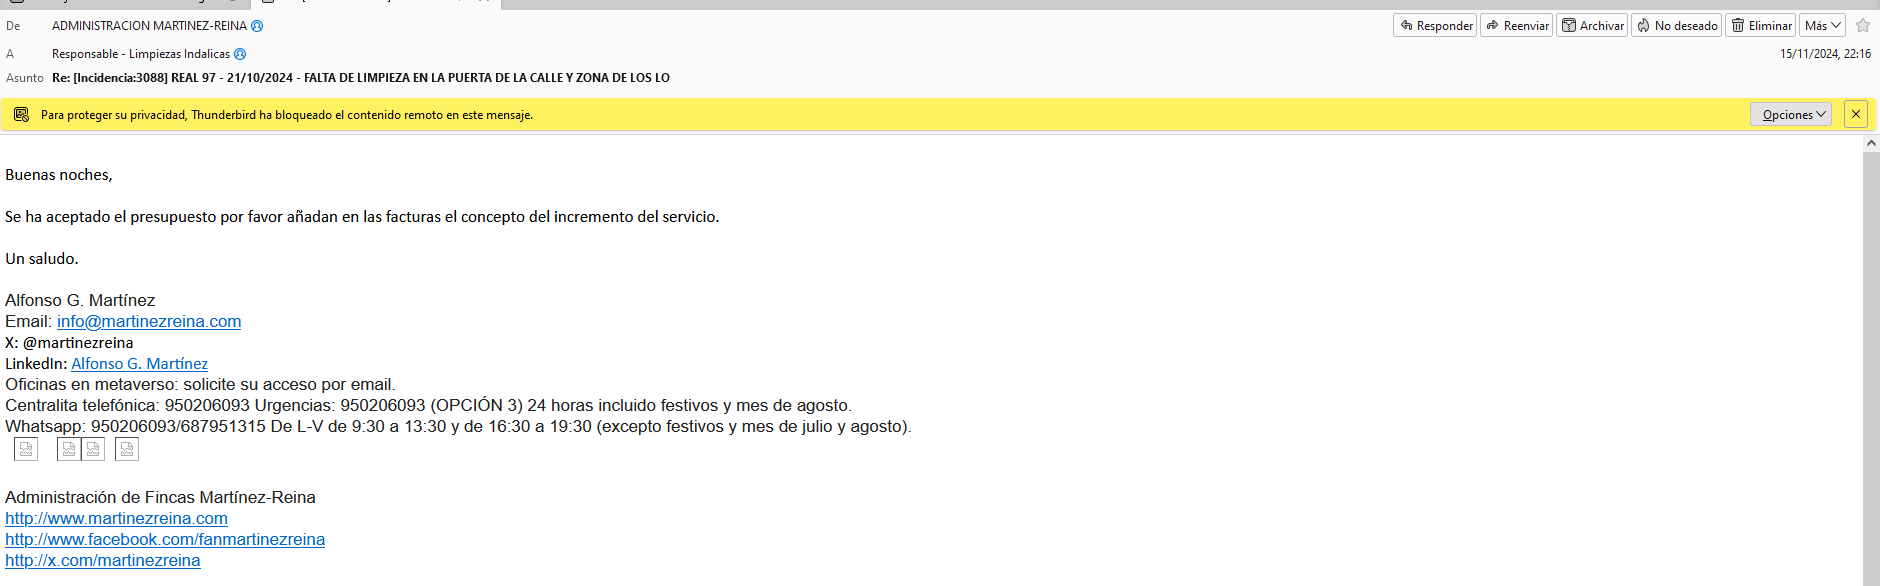 De ADMINISTRACION MARTINEZ-REINA Responder Reenviar Archivar No deseado Eliminar Más
A Responsable - Limpiezas Indalicas 15/11/2024, 22:16
Asunto Re: [Incidencia:3088] REAL 97 - 21/10/2024 - FALTA DE LIMPIEZA EN LA PUERTA DE LA CALLE Y ZONA DE LOS LO
Para proteger su privacidad, Thunderbird ha bloqueado el contenido remoto en este mensaje. Opciones
Buenas noches,
Se ha aceptado el presupuesto por favor añadan en las facturas el concepto del incremento del servicio.
Un saludo.
Alfonso G. Martínez
Email: info@martinezreina.com
X: @martinezreina
LinkedIn: Alfonso G. Martínez
Oficinas en metaverso: solicite su acceso por email.
Centralita telefónica: 950206093 Urgencias: 950206093 (OPCIÓN 3) 24 horas incluido festivos y mes de agosto.
Whatsapp: 950206093/687951315 De L-V de 9:30 a 13:30 y de 16:30 a 19:30 (excepto festivos y mes de julio y agosto).
Administración de Fincas Martínez-Reina
http://www.martinezreina.com
http://www.facebook.com/fanmartinezreina
http://x.com/martinezreina